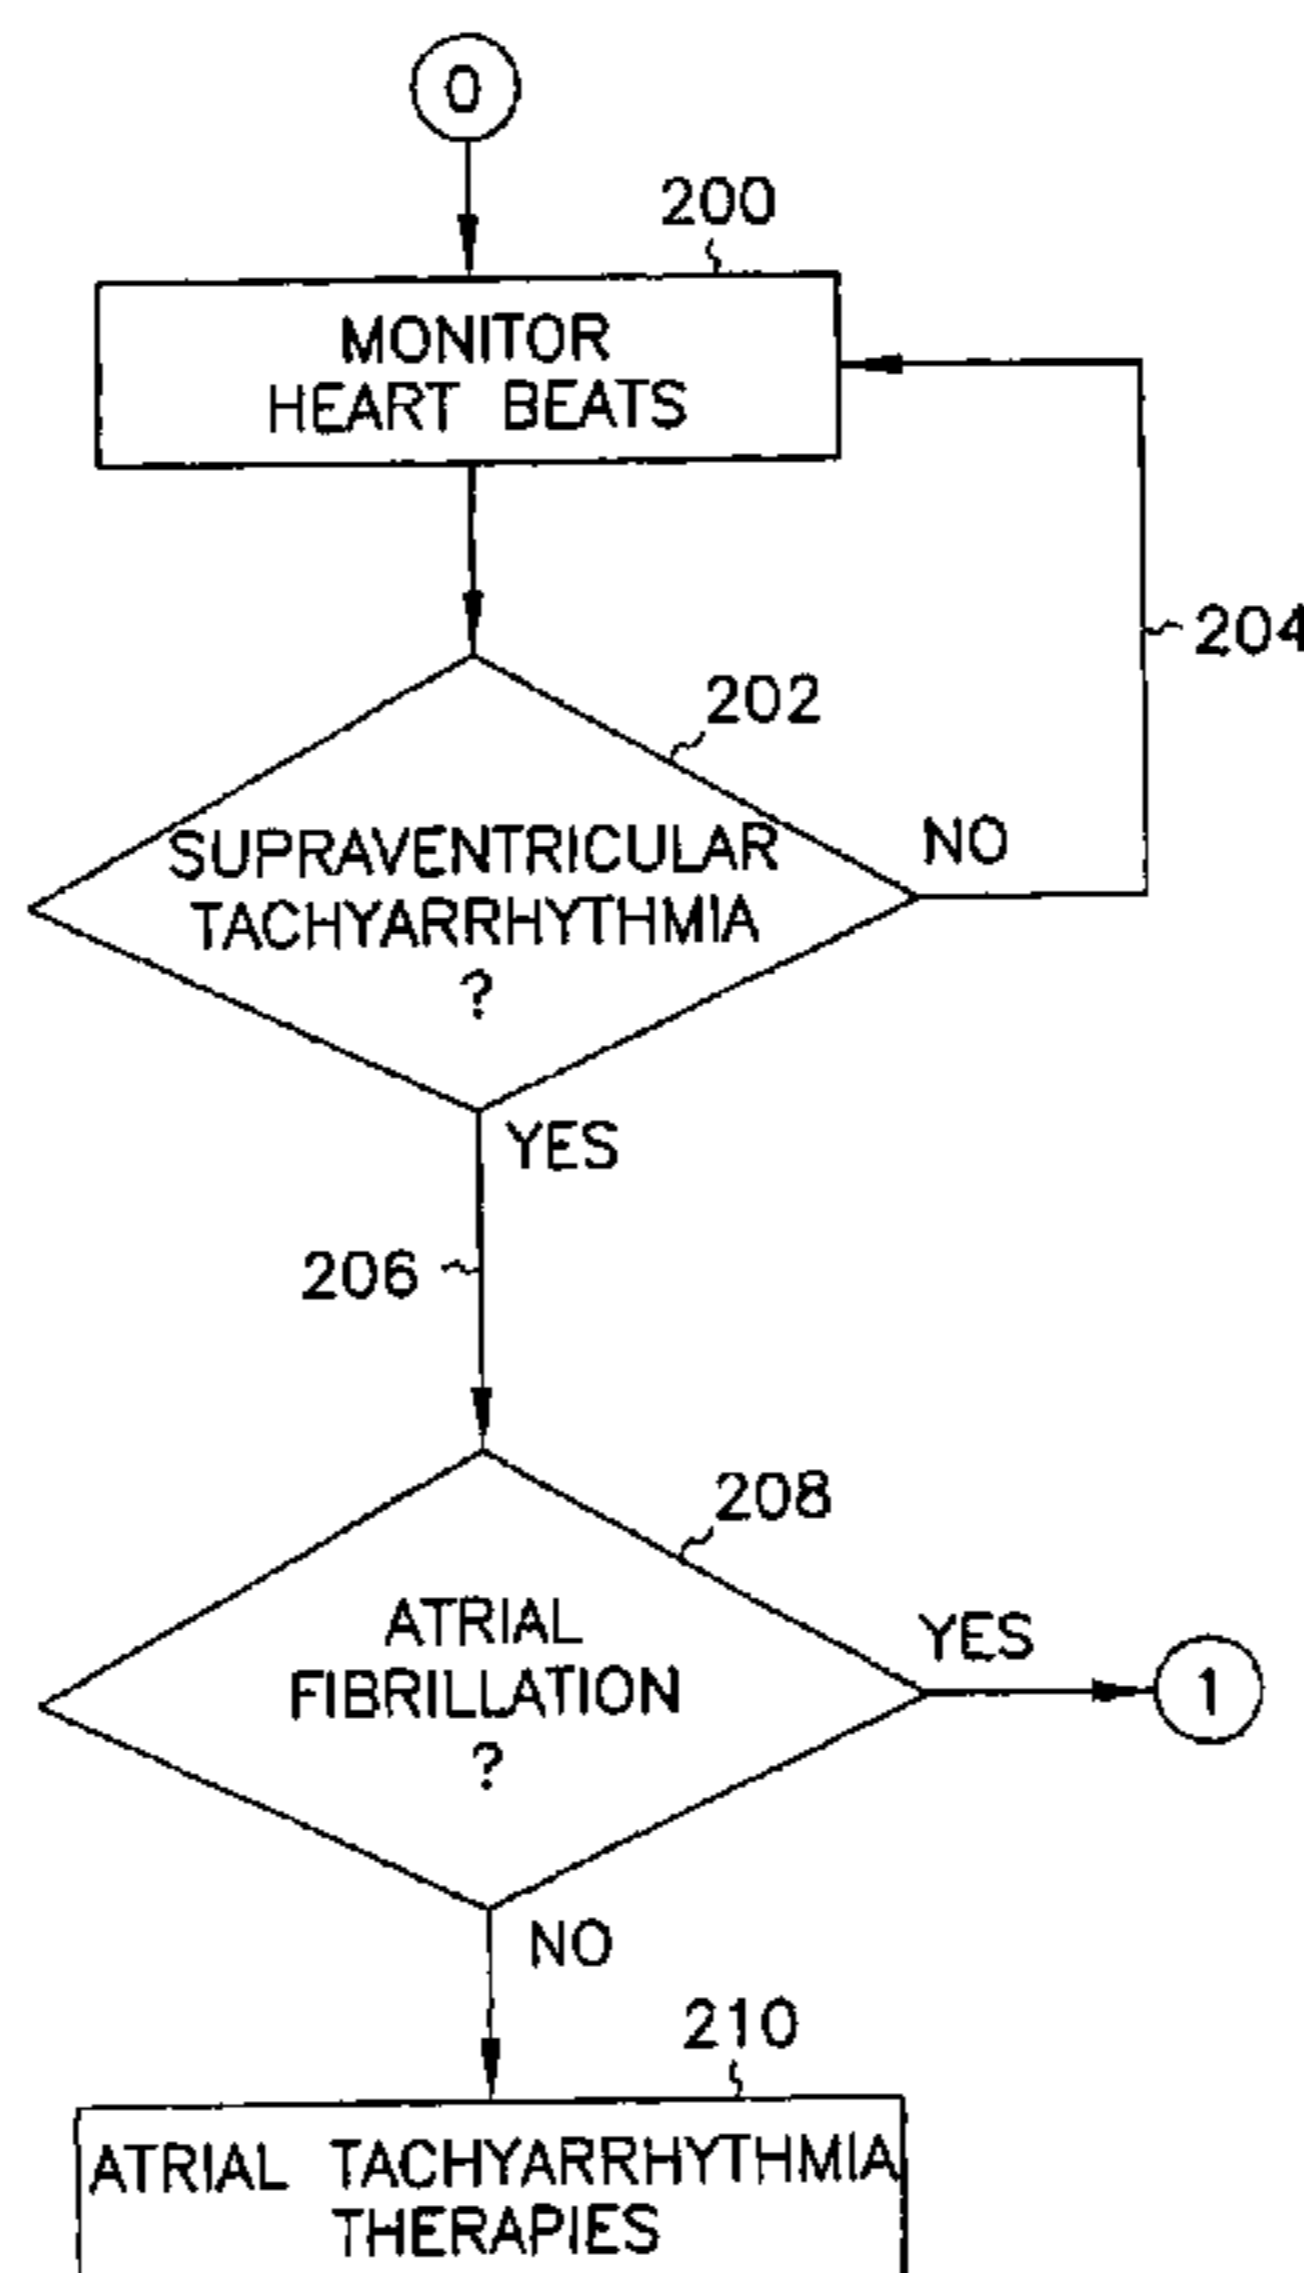 0
200
MONITOR
HEART BEATS
204
202
SUPRAVENTRICULAR
TACHYARRHYTHMIA
?
NO
YES
206
208
ATRIAL
FIBRILLATION
?
YES
1
NO
210
ATRIAL TACHYARRHYTHMIA
THERAPIES